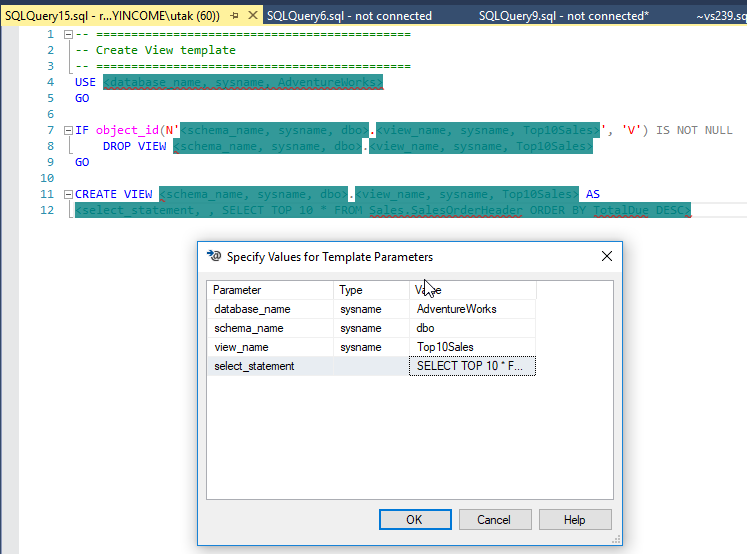 SQLQuery15.sql - r...YINCOME\utak (60))
SQLQuery6.sql - not connected
SQLQuery9.sql - not connected*
~vs239.sq
1 -- =============================================
2 -- Create View template
3 -- =============================================
4 USE <database_name, sysname, AdventureWorks>
5 GO
6
7 IF object_id(N'<schema_name, sysname, dbo>.<view_name, sysname, Top10Sales>', 'V') IS NOT NULL
8 DROP VIEW <schema_name, sysname, dbo>.<view_name, sysname, Top10Sales>
9 GO
10
11 CREATE VIEW <schema_name, sysname, dbo>.<view_name, sysname, Top10Sales> AS
12 <select_statement, , SELECT TOP 10 * FROM Sales.SalesOrderHeader ORDER BY TotalDue DESC>
Specify Values for Template Parameters
Parameter Type Value
database_name sysname AdventureWorks
schema_name sysname dbo
view_name sysname Top10Sales
select_statement SELECT TOP 10 * F...
OK Cancel Help